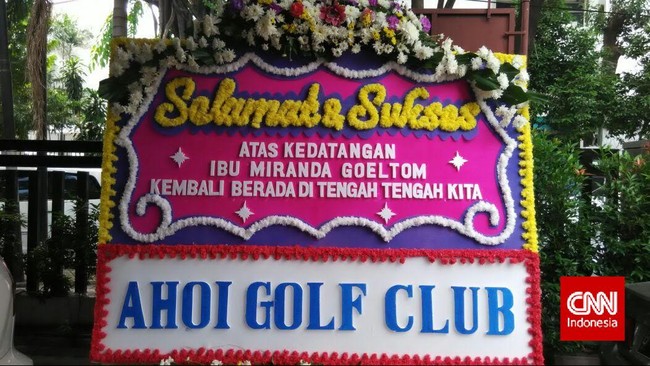 Selamat & Sukses
ATAS KEDATANGAN
IBU MIRANDA GOELTOM
KEMBALI BERADA DI TENGAH TENGAH KITA
AHOI GOLF CLUB
CNN
Indonesia